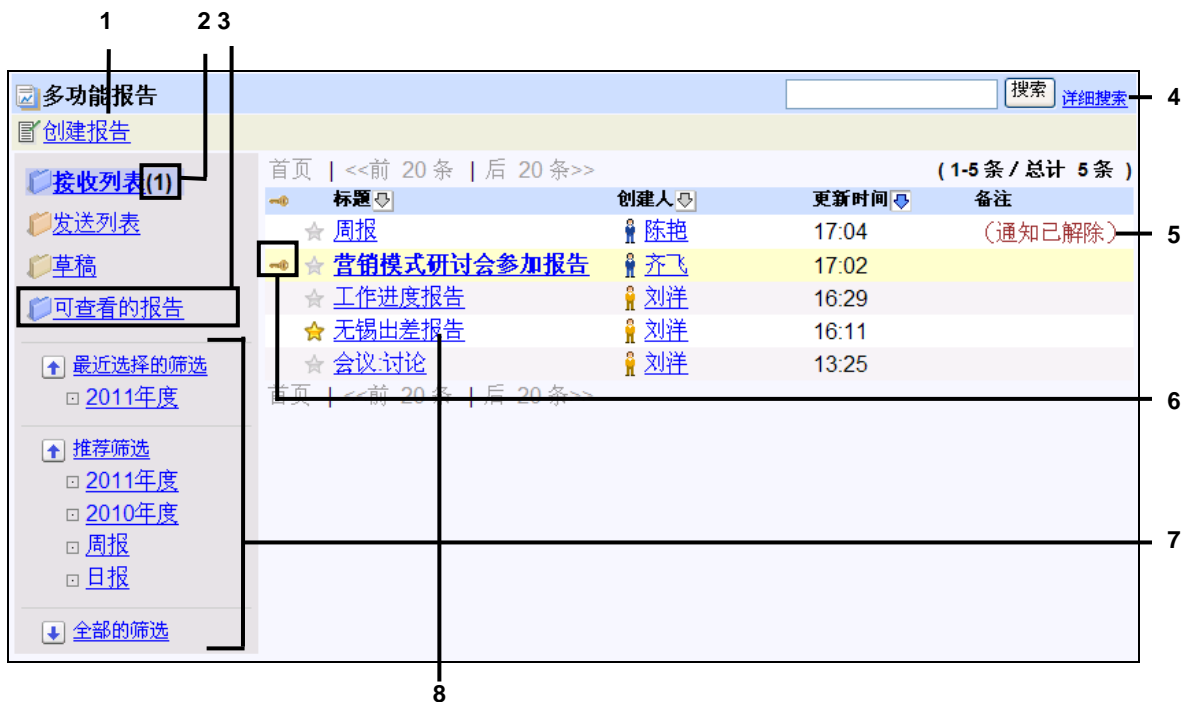 1 2 3
多功能报告 搜索 详细搜索 4
创建报告
接收列表(1)
发送列表
草稿
可查看的报告
最近选择的筛选
2011年度
推荐筛选
2011年度
2010年度
周报
日报
全部的筛选
首页 | <<前 20 条 | 后 20 条>> ( 1-5 条 / 总计 5 条 )
标题 创建人 更新时间 备注
周报 陈艳 17:04 (通知已解除) 5
营销模式研讨会参加报告 齐飞 17:02
工作进度报告 刘洋 16:29
无锡出差报告 刘洋 16:11
会议:讨论 刘洋 13:25
首页 | <<前 20 条 | 后 20 条>> 6
7
8